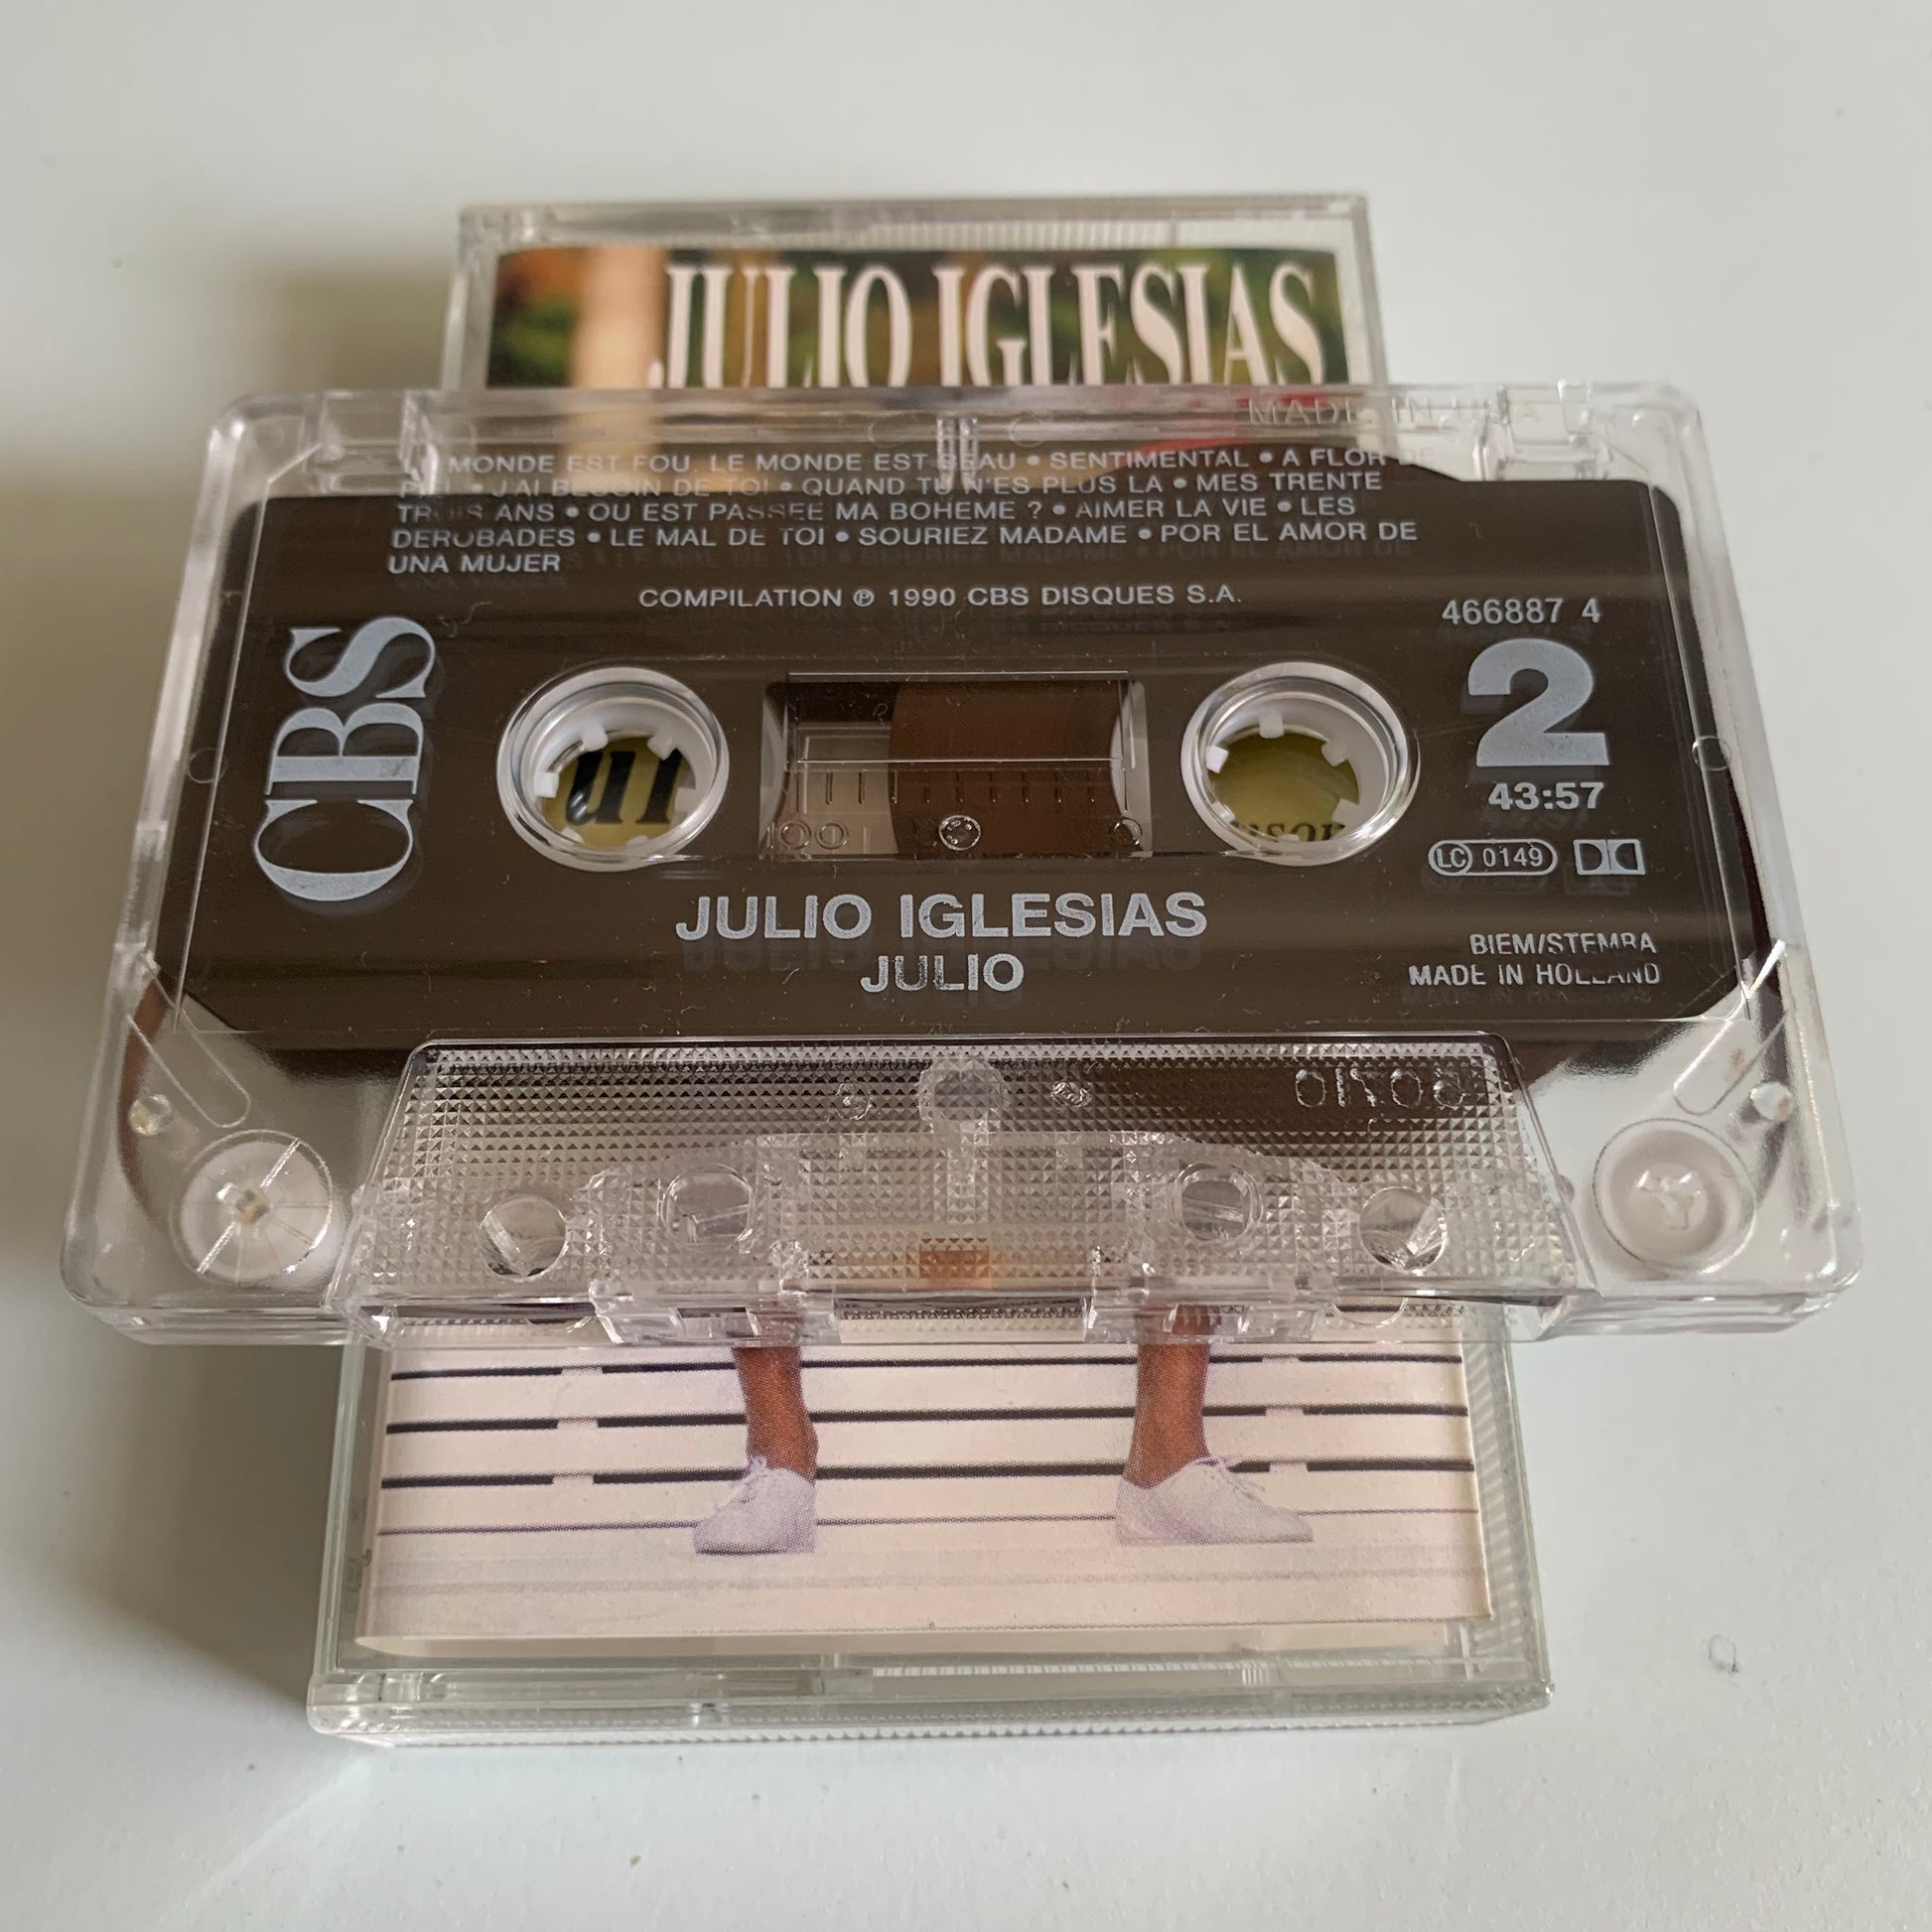 JULIO IGLESIAS
MADE IN
MONDE EST FOU, LE MONDE EST BEAU • SENTIMENTAL • A FLOR DE
PIEL • J'AI BESOIN DE TOI • QUAND TU N'ES PLUS LA • MES TRENTE
TROIS ANS • OU EST PASSEE MA BOHEME ? • AIMER LA VIE • LES
DEROBADES • LE MAL DE TOI • SOURIEZ MADAME • POR EL AMOR DE
UNA MUJER
COMPILATION ℗ 1990 CBS DISQUES S.A.
466887 4
CBS
2
43:57
100 50 0
LC 0149
JULIO IGLESIAS
JULIO
BIEM/STEMRA
MADE IN HOLLAND